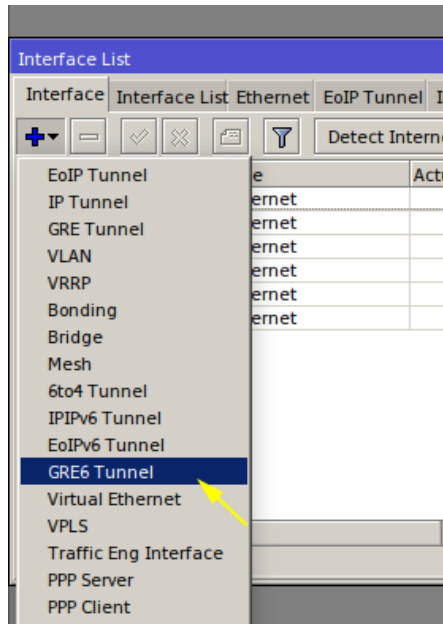 Interface List
Interface Interface List Ethernet EoIP Tunnel
Detect Intern
EoIP Tunnel
IP Tunnel
GRE Tunnel
VLAN
VRRP
Bonding
Bridge
Mesh
6to4 Tunnel
IPIPv6 Tunnel
EoIPv6 Tunnel
GRE6 Tunnel
Virtual Ethernet
VPLS
Traffic Eng Interface
PPP Server
PPP Client
e Actu
ernet
ernet
ernet
ernet
ernet
ernet